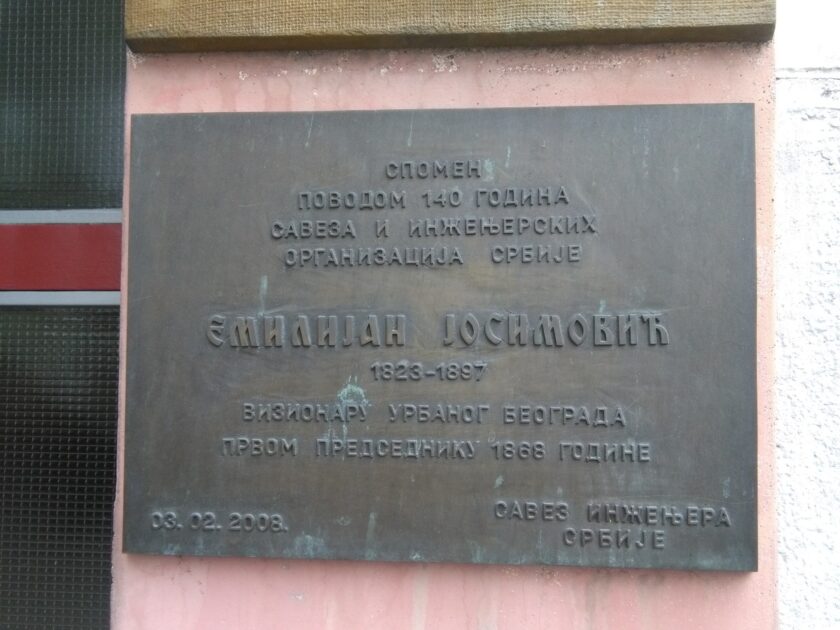 СПОМЕН
ПОВОДОМ 140 ГОДИНА
САВЕЗА И ИНЖЕЊЕРСКИХ
ОРГАНИЗАЦИЈА СРБИЈЕ
ЕМИЛИЈАН ЈОСИМОВИЋ
1823-1897
ВИЗИОНАРУ УРБАНОГ БЕОГРАДА
ПРВОМ ПРЕДСЕДНИКУ 1868 ГОДИНЕ
03. 02. 2008.
САВЕЗ ИНЖЕЊЕРА
СРБИЈЕ